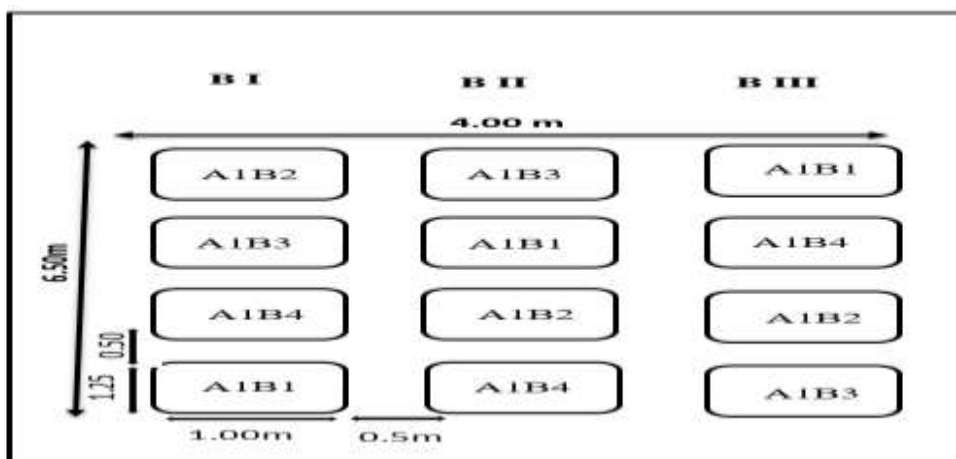 B I B II B III
4.00 m
A1B2 A1B3 A1B1
A1B3 A1B1 A1B4
6.50m
A1B4 A1B2 A1B2
0.50
A1B1 A1B4 A1B3
1.25
1.00m 0.5m